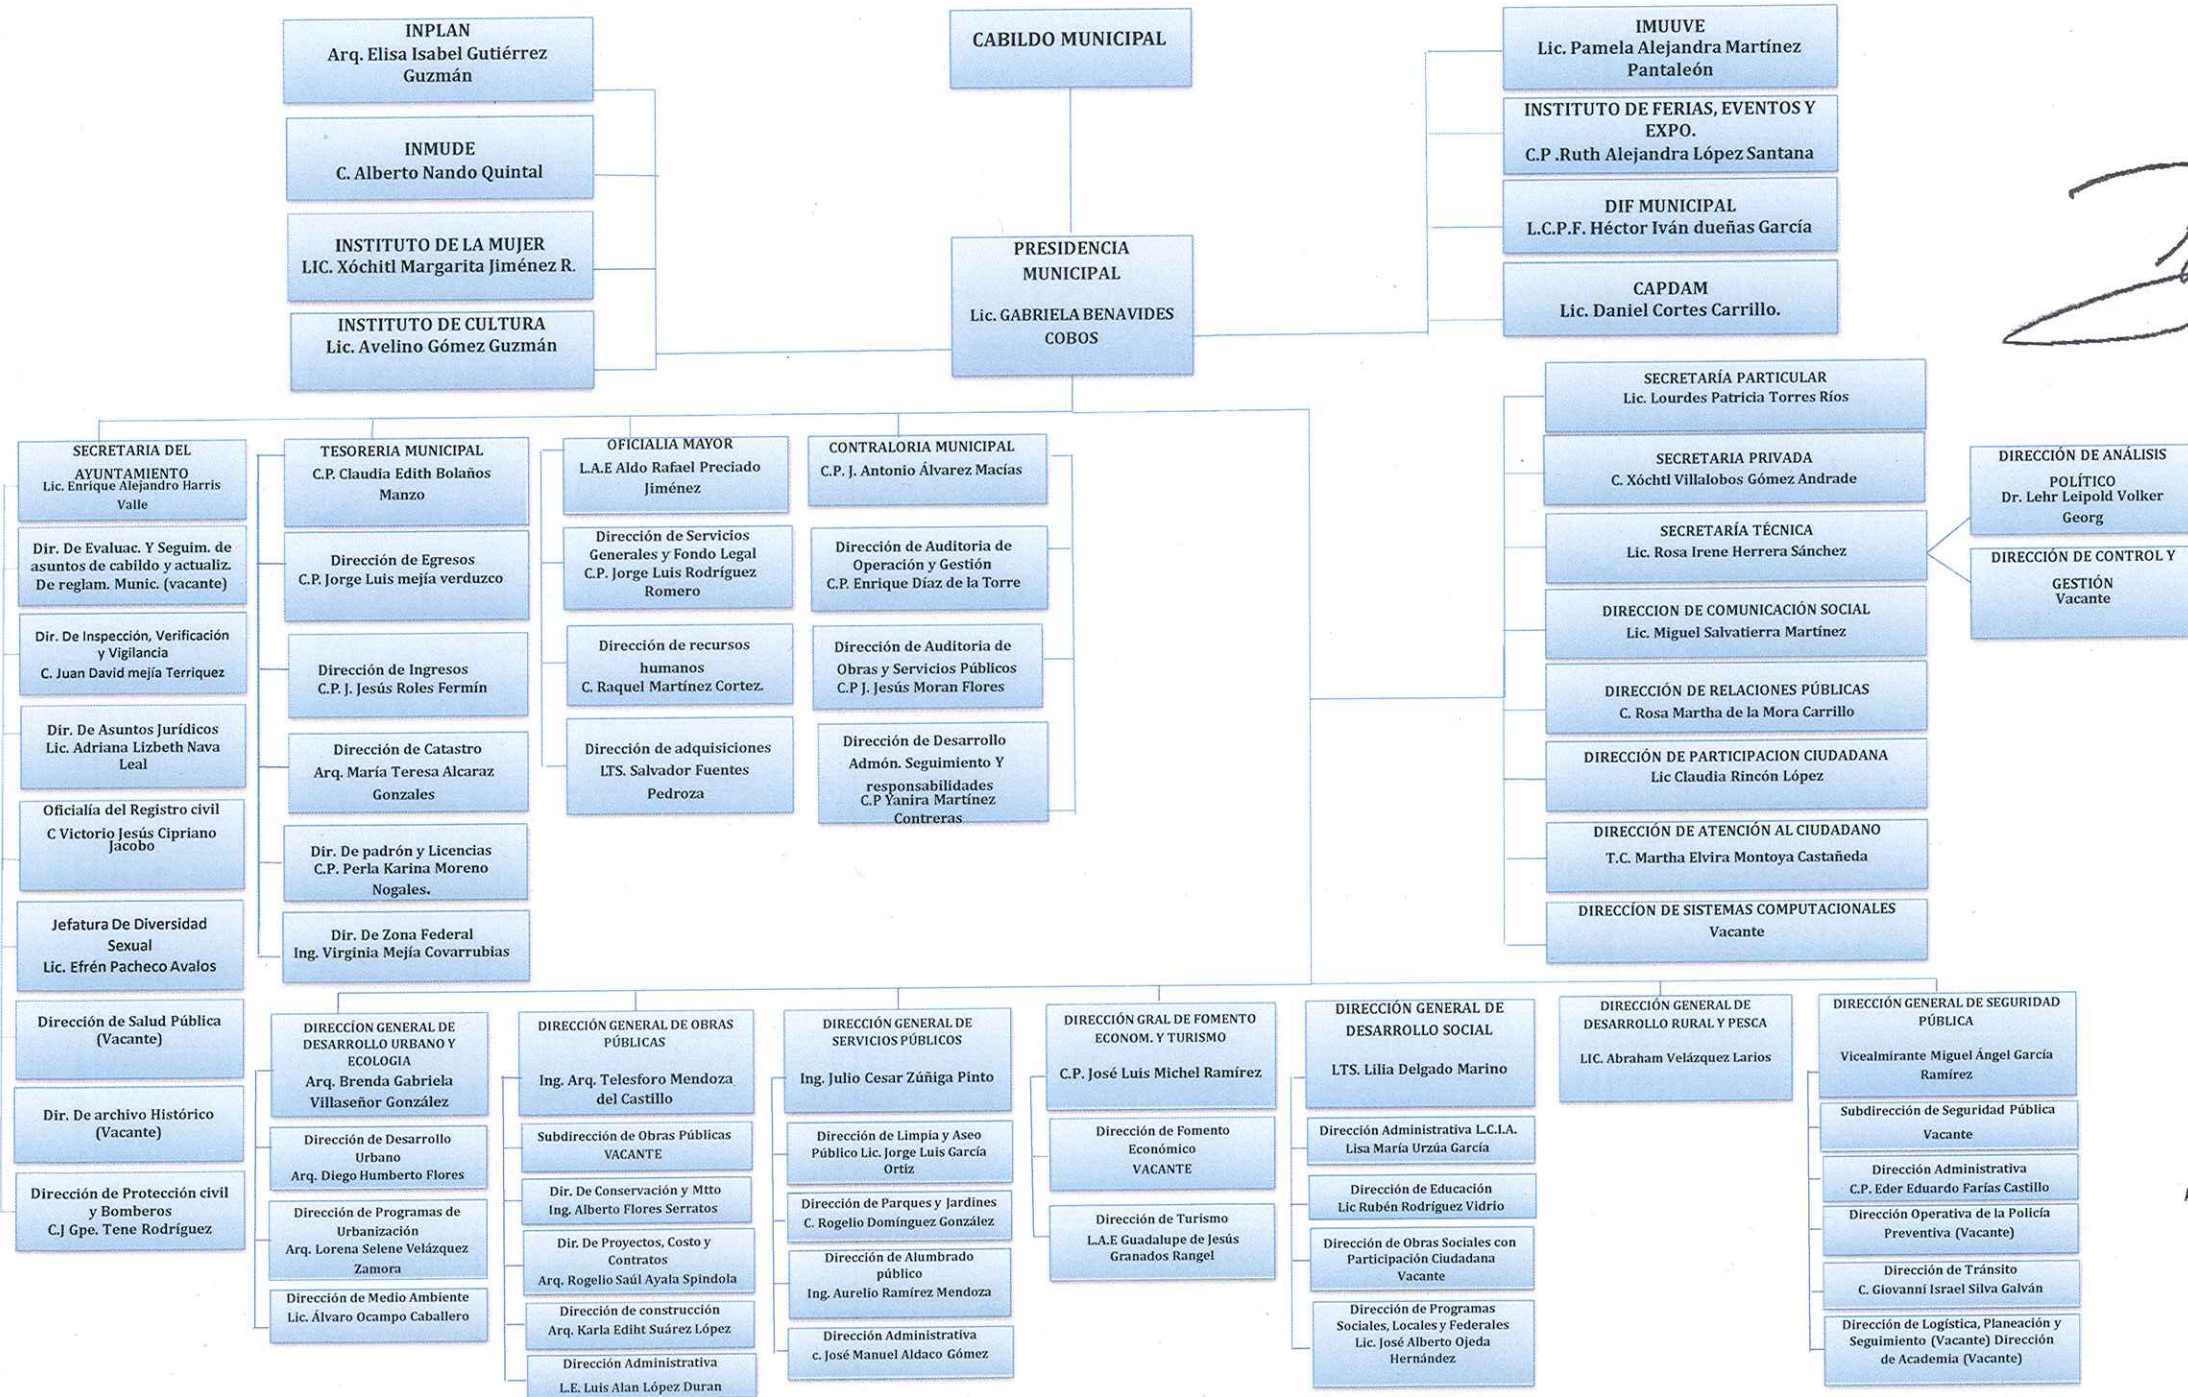 INPLAN
Arq. Elisa Isabel Gutiérrez
Guzmán
INMUDE
C. Alberto Nando Quintal
INSTITUTO DE LA MUJER
LIC. Xóchitl Margarita Jiménez R.
INSTITUTO DE CULTURA
Lic. Avelino Gómez Guzmán
CABILDO MUNICIPAL
PRESIDENCIA
MUNICIPAL
Lic. GABRIELA BENAVIDES
COBOS
IMUUVE
Lic. Pamela Alejandra Martínez
Pantaleón
INSTITUTO DE FERIAS, EVENTOS Y
EXPO.
C.P .Ruth Alejandra López Santana
DIF MUNICIPAL
L.C.P.F. Héctor Iván dueñas García
CAPDAM
Lic. Daniel Cortes Carrillo.
SECRETARÍA PARTICULAR
Lic. Lourdes Patricia Torres Ríos
SECRETARIA PRIVADA
C. Xóchtl Villalobos Gómez Andrade
SECRETARÍA TÉCNICA
Lic. Rosa Irene Herrera Sánchez
DIRECCIÓN DE ANÁLISIS
POLÍTICO
Dr. Lehr Leipold Volker
Georg
DIRECCIÓN DE CONTROL Y
GESTIÓN
Vacante
DIRECCION DE COMUNICACIÓN SOCIAL
Lic. Miguel Salvatierra Martínez
DIRECCIÓN DE RELACIONES PÚBLICAS
C. Rosa Martha de la Mora Carrillo
DIRECCIÓN DE PARTICIPACION CIUDADANA
Lic Claudia Rincón López
DIRECCIÓN DE ATENCIÓN AL CIUDADANO
T.C. Martha Elvira Montoya Castañeda
DIRECCÍON DE SISTEMAS COMPUTACIONALES
Vacante
SECRETARIA DEL
AYUNTAMIENTO
Lic. Enrique Alejandro Harris
Valle
Dir. De Evaluac. Y Seguim. de
asuntos de cabildo y actualiz.
De reglam. Munic. (vacante)
Dir. De Inspección, Verificación
y Vigilancia
C. Juan David mejía Terriquez
Dir. De Asuntos Jurídicos
Lic. Adriana Lizbeth Nava
Leal
Oficialía del Registro civil
C Victorio Jesús Cipriano
Jacobo
Jefatura De Diversidad
Sexual
Lic. Efrén Pacheco Avalos
Dirección de Salud Pública
(Vacante)
Dir. De archivo Histórico
(Vacante)
Dirección de Protección civil
y Bomberos
C.J Gpe. Tene Rodríguez
TESORERIA MUNICIPAL
C.P. Claudia Edith Bolaños
Manzo
Dirección de Egresos
C.P. Jorge Luis mejía verduzco
Dirección de Ingresos
C.P. J. Jesús Roles Fermín
Dirección de Catastro
Arq. María Teresa Alcaraz
Gonzales
Dir. De padrón y Licencias
C.P. Perla Karina Moreno
Nogales.
Dir. De Zona Federal
Ing. Virginia Mejía Covarrubias
OFICIALIA MAYOR
L.A.E Aldo Rafael Preciado
Jiménez
Dirección de Servicios
Generales y Fondo Legal
C.P. Jorge Luis Rodríguez
Romero
Dirección de recursos
humanos
C. Raquel Martínez Cortez.
Dirección de adquisiciones
LTS. Salvador Fuentes
Pedroza
CONTRALORIA MUNICIPAL
C.P. J. Antonio Álvarez Macías
Dirección de Auditoria de
Operación y Gestión
C.P. Enrique Díaz de la Torre
Dirección de Auditoria de
Obras y Servicios Públicos
C.P J. Jesús Moran Flores
Dirección de Desarrollo
Admón. Seguimiento Y
responsabilidades
C.P Yanira Martínez
Contreras
DIRECCÍON GENERAL DE
DESARROLLO URBANO Y
ECOLOGIA
Arq. Brenda Gabriela
Villaseñor González
Dirección de Desarrollo
Urbano
Arq. Diego Humberto Flores
Dirección de Programas de
Urbanización
Arq. Lorena Selene Velázquez
Zamora
Dirección de Medio Ambiente
Lic. Álvaro Ocampo Caballero
DIRECCIÓN GENERAL DE OBRAS
PÚBLICAS
Ing. Arq. Telesforo Mendoza
del Castillo
Subdirección de Obras Públicas
VACANTE
Dir. De Conservación y Mtto
Ing. Alberto Flores Serratos
Dir. De Proyectos, Costo y
Contratos
Arq. Rogelio Saúl Ayala Spindola
Dirección de construcción
Arq. Karla Ediht Suárez López
Dirección Administrativa
L.E. Luis Alan López Duran
DIRECCIÓN GENERAL DE
SERVICIOS PÚBLICOS
Ing. Julio Cesar Zúñiga Pinto
Dirección de Limpia y Aseo
Público Lic. Jorge Luis García
Ortiz
Dirección de Parques y Jardines
C. Rogelio Domínguez González
Dirección de Alumbrado
público
Ing. Aurelio Ramírez Mendoza
Dirección Administrativa
c. José Manuel Aldaco Gómez
DIRECCIÓN GRAL DE FOMENTO
ECONOM. Y TURISMO
C.P. José Luis Michel Ramírez
Dirección de Fomento
Económico
VACANTE
Dirección de Turismo
L.A.E Guadalupe de Jesús
Granados Rangel
DIRECCIÓN GENERAL DE
DESARROLLO SOCIAL
LTS. Lilia Delgado Marino
Dirección Administrativa L.C.I.A.
Lisa María Urzúa García
Dirección de Educación
Lic Rubén Rodríguez Vidrio
Dirección de Obras Sociales con
Participación Ciudadana
Vacante
Dirección de Programas
Sociales, Locales y Federales
Lic. José Alberto Ojeda
Hernández
DIRECCIÓN GENERAL DE
DESARROLLO RURAL Y PESCA
LIC. Abraham Velázquez Larios
DIRECCIÓN GENERAL DE SEGURIDAD
PÚBLICA
Vicealmirante Miguel Ángel García
Ramírez
Subdirección de Seguridad Pública
Vacante
Dirección Administrativa
C.P. Eder Eduardo Farías Castillo
Dirección Operativa de la Policía
Preventiva (Vacante)
Dirección de Tránsito
C. Giovanni Israel Silva Galván
Dirección de Logística, Planeación y
Seguimiento (Vacante) Dirección
de Academia (Vacante)